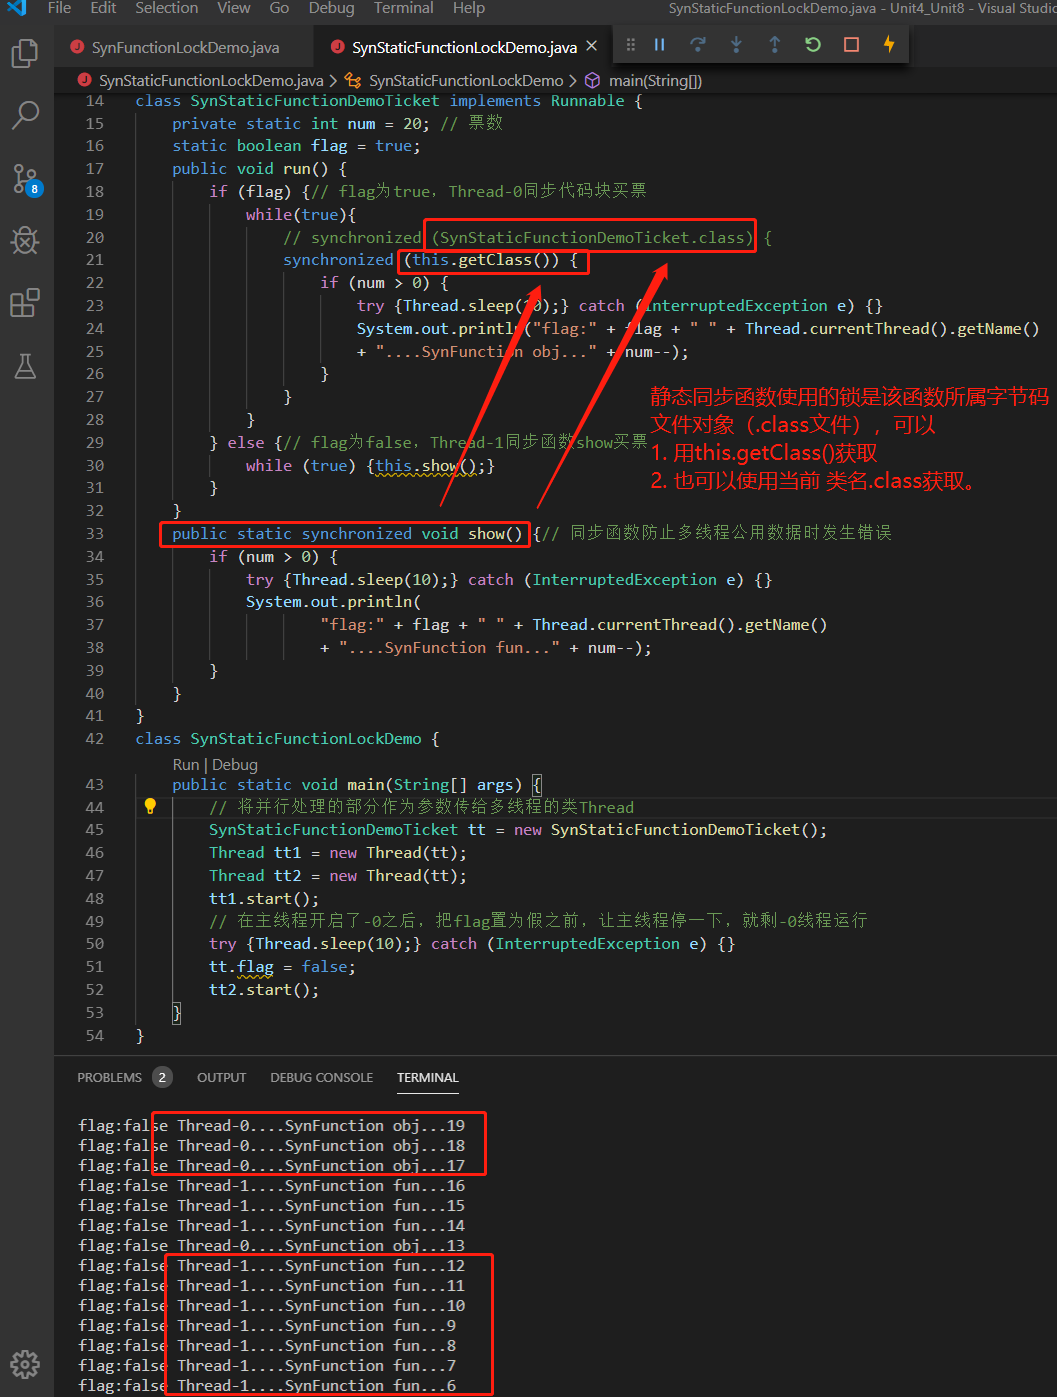 File Edit Selection View Go Debug Terminal Help SynStaticFunctionLockDemo.java - Unit4_Unit8 - Visual Studio
SynFunctionLockDemo.java SynStaticFunctionLockDemo.java
SynStaticFunctionLockDemo.java > SynStaticFunctionLockDemo > main(String[])
14 class SynStaticFunctionDemoTicket implements Runnable {
15 private static int num = 20; // 票数
16 static boolean flag = true;
17 public void run() {
18 if (flag) {// flag为true，Thread-0同步代码块买票
19 while(true){
20 // synchronized (SynStaticFunctionDemoTicket.class) {
21 synchronized (this.getClass()) {
22 if (num > 0) {
23 try {Thread.sleep(10);} catch (InterruptedException e) {}
24 System.out.println("flag:" + flag + " " + Thread.currentThread().getName()
25 + "....SynFunction obj..." + num--);
26 }
27 }
28 }
29 } else {// flag为false，Thread-1同步函数show买票
30 while (true) {this.show();}
31 }
32 }
33 public static synchronized void show() {// 同步函数防止多线程公用数据时发生错误
34 if (num > 0) {
35 try {Thread.sleep(10);} catch (InterruptedException e) {}
36 System.out.println(
37 "flag:" + flag + " " + Thread.currentThread().getName()
38 + "....SynFunction fun..." + num--);
39 }
40 }
41 }
42 class SynStaticFunctionLockDemo {
Run | Debug
43 public static void main(String[] args) {
44 // 将并行处理的部分作为参数传给多线程的类Thread
45 SynStaticFunctionDemoTicket tt = new SynStaticFunctionDemoTicket();
46 Thread tt1 = new Thread(tt);
47 Thread tt2 = new Thread(tt);
48 tt1.start();
49 // 在主线程开启了-0之后，把flag置为假之前，让主线程停一下，就剩-0线程运行
50 try {Thread.sleep(10);} catch (InterruptedException e) {}
51 tt.flag = false;
52 tt2.start();
53 }
54 }
静态同步函数使用的锁是该函数所属字节码
文件对象（.class文件），可以
1. 用this.getClass()获取
2. 也可以使用当前 类名.class获取。
8
PROBLEMS 2 OUTPUT DEBUG CONSOLE TERMINAL
flag:false Thread-0....SynFunction obj...19
flag:false Thread-0....SynFunction obj...18
flag:false Thread-0....SynFunction obj...17
flag:false Thread-1....SynFunction fun...16
flag:false Thread-1....SynFunction fun...15
flag:false Thread-1....SynFunction fun...14
flag:false Thread-0....SynFunction obj...13
flag:false Thread-1....SynFunction fun...12
flag:false Thread-1....SynFunction fun...11
flag:false Thread-1....SynFunction fun...10
flag:false Thread-1....SynFunction fun...9
flag:false Thread-1....SynFunction fun...8
flag:false Thread-1....SynFunction fun...7
flag:false Thread-1....SynFunction fun...6